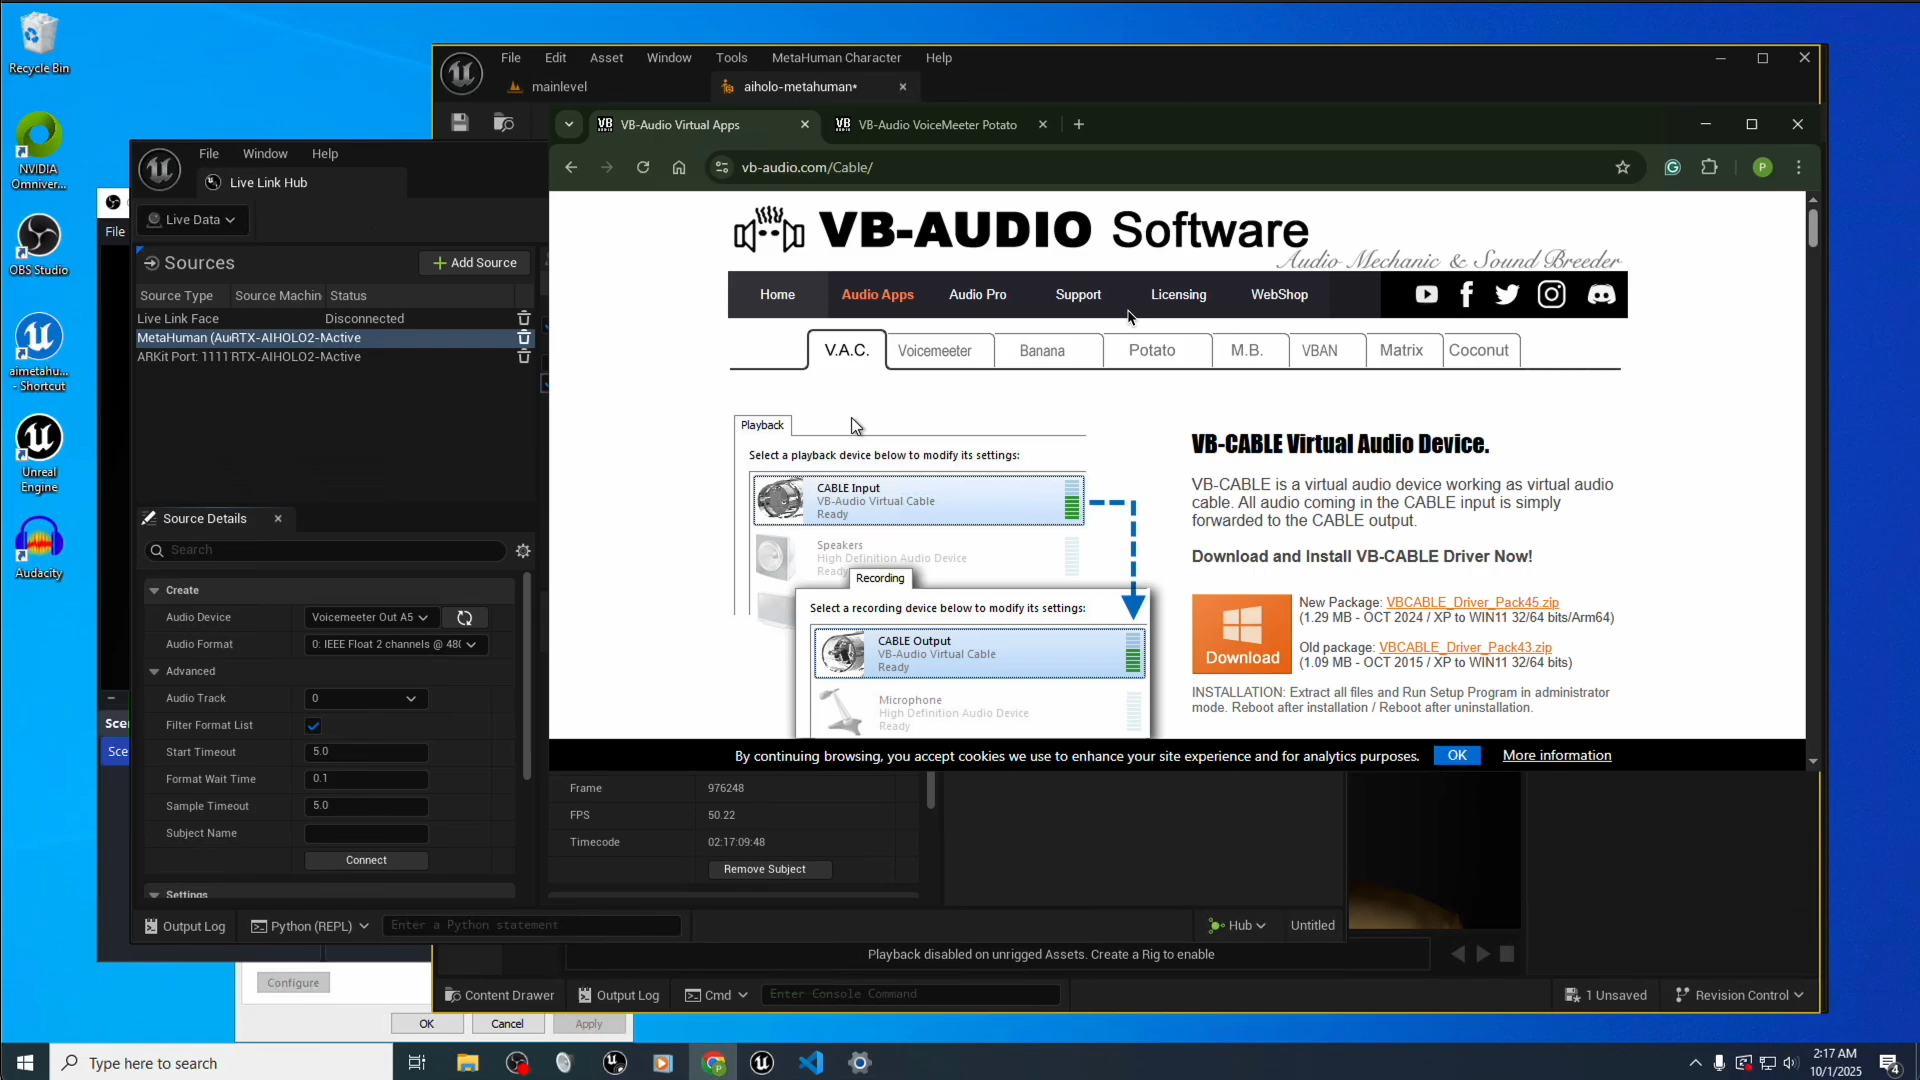 Recycle Bin
NVIDIA
Omniver...
OBS Studio
aimetahu...
- Shortcut
Unreal
Engine
Audacity
File Edit Asset Window Tools MetaHuman Character Help
mainlevel
aiholo-metahuman*
VB-Audio Virtual Apps
VB-Audio VoiceMeeter Potato
vb-audio.com/Cable/
P
File Window Help
Live Link Hub
File
Live Data
Sources
Add Source
Source Type Source Machin Status
Live Link Face Disconnected
MetaHuman (Au RTX-AIHOLO2-M Active
ARKit Port: 1111 RTX-AIHOLO2-M Active
VB-AUDIO Software
Audio Mechanic & Sound Breeder
Home Audio Apps Audio Pro Support Licensing WebShop
V.A.C. Voicemeeter Banana Potato M.B. VBAN Matrix Coconut
Playback
Select a playback device below to modify its settings:
CABLE Input
VB-Audio Virtual Cable
Ready
Speakers
High Definition Audio Device
Ready
Recording
Select a recording device below to modify its settings:
CABLE Output
VB-Audio Virtual Cable
Ready
Microphone
High Definition Audio Device
Ready
VB-CABLE Virtual Audio Device.
VB-CABLE is a virtual audio device working as virtual audio
cable. All audio coming in the CABLE input is simply
forwarded to the CABLE output.
Download and Install VB-CABLE Driver Now!
Download
New Package: VBCABLE_Driver_Pack45.zip
(1.29 MB - OCT 2024 / XP to WIN11 32/64 bits/Arm64)
Old package: VBCABLE_Driver_Pack43.zip
(1.09 MB - OCT 2015 / XP to WIN11 32/64 bits)
INSTALLATION: Extract all files and Run Setup Program in administrator
mode. Reboot after installation / Reboot after uninstallation.
By continuing browsing, you accept cookies we use to enhance your site experience and for analytics purposes. OK More information
Source Details
Search
Create
Audio Device Voicemeeter Out A5
Audio Format 0: IEEE Float 2 channels @ 480
Advanced
Audio Track 0
Filter Format List
Start Timeout 5.0
Format Wait Time 0.1
Sample Timeout 5.0
Subject Name
Connect
Settings
Scen
Sce
Frame 976248
FPS 50.22
Timecode 02:17:09:48
Remove Subject
Output Log Python (REPL) Enter a Python statement
Hub Untitled
Playback disabled on unrigged Assets. Create a Rig to enable
Configure
Content Drawer Output Log Cmd Enter Console Command
1 Unsaved Revision Control
OK Cancel Apply
Type here to search
2:17 AM
10/1/2025
4